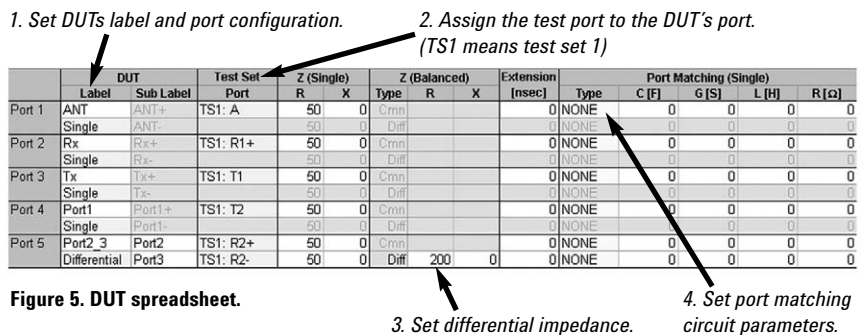 1. Set DUTs label and port configuration.
2. Assign the test port to the DUT's port.
(TS1 means test set 1)
DUT Test Set Z (Single) Z (Balanced) Extension Port Matching (Single)
Label Sub Label Port R X Type R X [nsec] Type C [F] G [S] L [H] R [Ω]
Port 1 ANT ANT+ TS1: A 50 0 Cmn 0 NONE 0 0 0 0
Single ANT- 50 0 Diff 0 NONE 0 0 0 0
Port 2 Rx Rx+ TS1: R1+ 50 0 Cmn 0 NONE 0 0 0 0
Single Rx- 50 0 Diff 0 NONE 0 0 0 0
Port 3 Tx Tx+ TS1: T1 50 0 Cmn 0 NONE 0 0 0 0
Single Tx- 50 0 Diff 0 NONE 0 0 0 0
Port 4 Port1 Port1+ TS1: T2 50 0 Cmn 0 NONE 0 0 0 0
Single Port1- 50 0 Diff 0 NONE 0 0 0 0
Port 5 Port2_3 Port2 TS1: R2+ 50 0 Cmn 0 NONE 0 0 0 0
Differential Port3 TS1: R2- 50 0 Diff 200 0 0 NONE 0 0 0 0
Figure 5. DUT spreadsheet.
3. Set differential impedance.
4. Set port matching
circuit parameters.